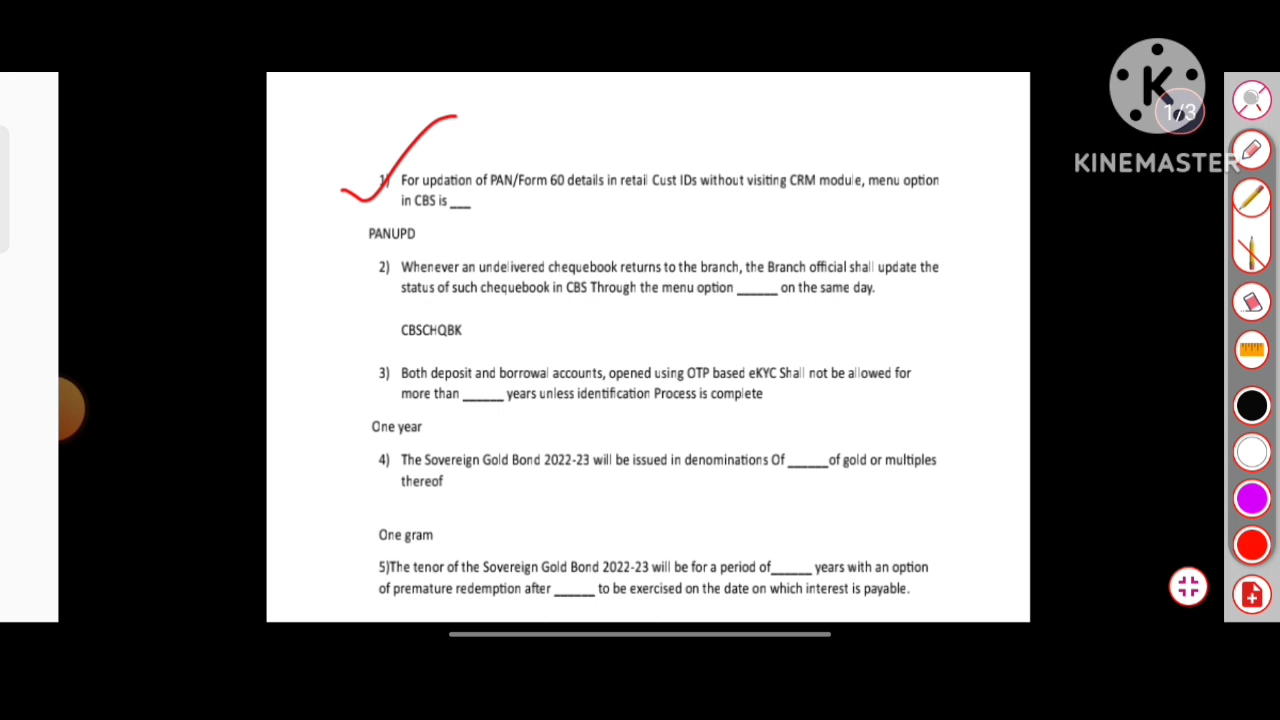 1/3
KINEMASTER
1) For updation of PAN/Form 60 details in retail Cust IDs without visiting CRM module, menu option
in CBS is ___
PANUPD
2) Whenever an undelivered chequebook returns to the branch, the Branch official shall update the
status of such chequebook in CBS Through the menu option ______ on the same day.
CBSCHQBK
3) Both deposit and borrowal accounts, opened using OTP based eKYC Shall not be allowed for
more than ______ years unless identification Process is complete
One year
4) The Sovereign Gold Bond 2022-23 will be issued in denominations Of ______of gold or multiples
thereof
One gram
5)The tenor of the Sovereign Gold Bond 2022-23 will be for a period of______ years with an option
of premature redemption after ______ to be exercised on the date on which interest is payable.